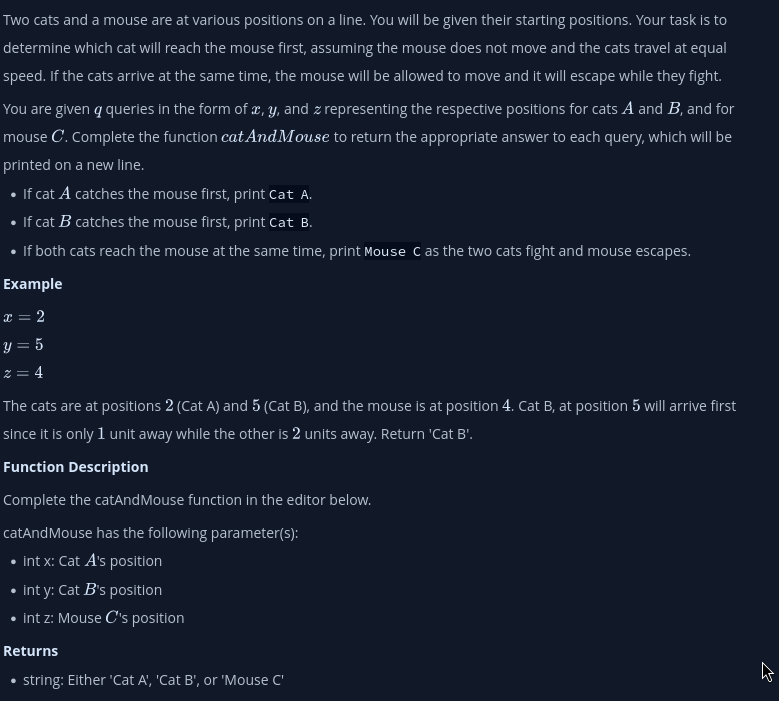 Two cats and a mouse are at various positions on a line. You will be given their starting positions. Your task is to
determine which cat will reach the mouse first, assuming the mouse does not move and the cats travel at equal
speed. If the cats arrive at the same time, the mouse will be allowed to move and it will escape while they fight.
You are given q queries in the form of x, y, and z representing the respective positions for cats A and B, and for
mouse C. Complete the function catAndMouse to return the appropriate answer to each query, which will be
printed on a new line.
• If cat A catches the mouse first, print Cat A.
• If cat B catches the mouse first, print Cat B.
• If both cats reach the mouse at the same time, print Mouse C as the two cats fight and mouse escapes.
Example
x = 2
y = 5
z = 4
The cats are at positions 2 (Cat A) and 5 (Cat B), and the mouse is at position 4. Cat B, at position 5 will arrive first
since it is only 1 unit away while the other is 2 units away. Return 'Cat B'.
Function Description
Complete the catAndMouse function in the editor below.
catAndMouse has the following parameter(s):
• int x: Cat A's position
• int y: Cat B's position
• int z: Mouse C's position
Returns
• string: Either 'Cat A', 'Cat B', or 'Mouse C'